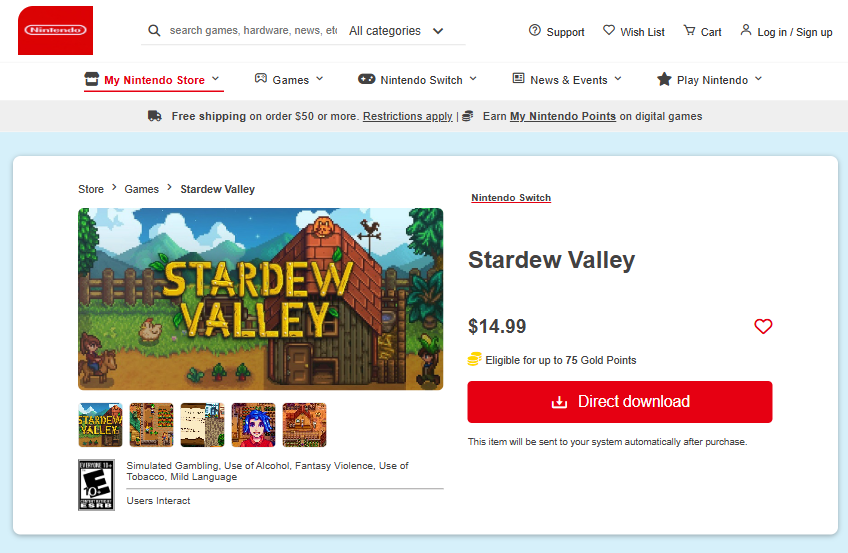 Nintendo
search games, hardware, news, etc
All categories
Support
Wish List
Cart
Log in / Sign up
My Nintendo Store
Games
Nintendo Switch
News & Events
Play Nintendo
Free shipping on order $50 or more. Restrictions apply | Earn My Nintendo Points on digital games
Store > Games > Stardew Valley
STARDEW
VALLEY
STARDEW
VALLEY
EVERYONE 10+
E
10+
ESRB
Simulated Gambling, Use of Alcohol, Fantasy Violence, Use of
Tobacco, Mild Language
Users Interact
Nintendo Switch
Stardew Valley
$14.99
Eligible for up to 75 Gold Points
Direct download
This item will be sent to your system automatically after purchase.